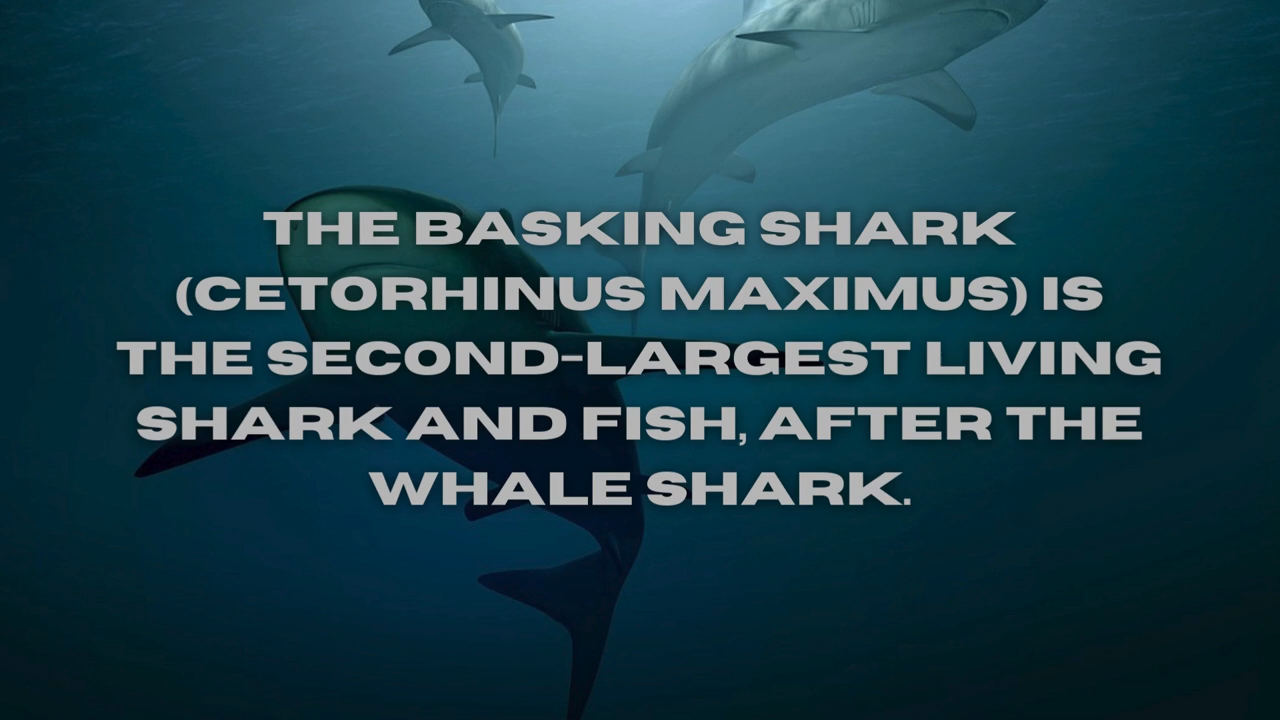 THE BASKING SHARK
(CETORHINUS MAXIMUS) IS
THE SECOND-LARGEST LIVING
SHARK AND FISH, AFTER THE
WHALE SHARK.